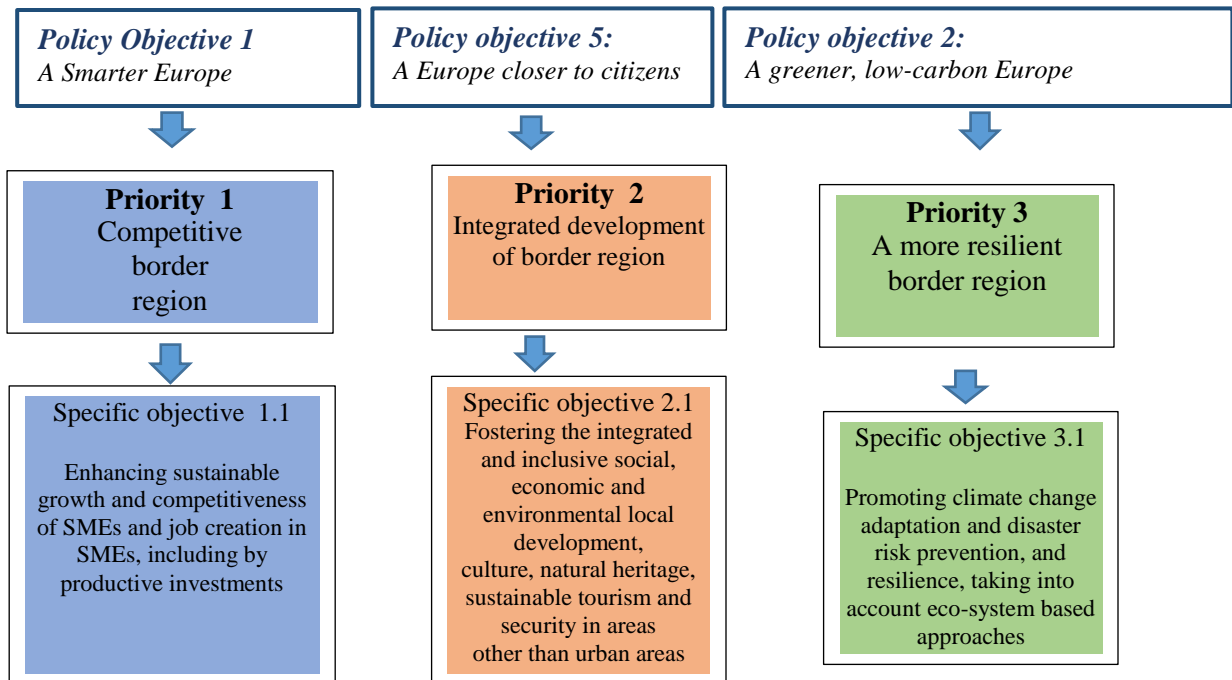 Policy Objective 1
A Smarter Europe
Policy objective 5:
A Europe closer to citizens
Policy objective 2:
A greener, low-carbon Europe
Priority 1
Competitive
border
region
Priority 2
Integrated development
of border region
Priority 3
A more resilient
border region
Specific objective 1.1
Enhancing sustainable
growth and competitiveness
of SMEs and job creation in
SMEs, including by
productive investments
Specific objective 2.1
Fostering the integrated
and inclusive social,
economic and
environmental local
development,
culture, natural heritage,
sustainable tourism and
security in areas
other than urban areas
Specific objective 3.1
Promoting climate change
adaptation and disaster
risk prevention, and
resilience, taking into
account eco-system based
approaches